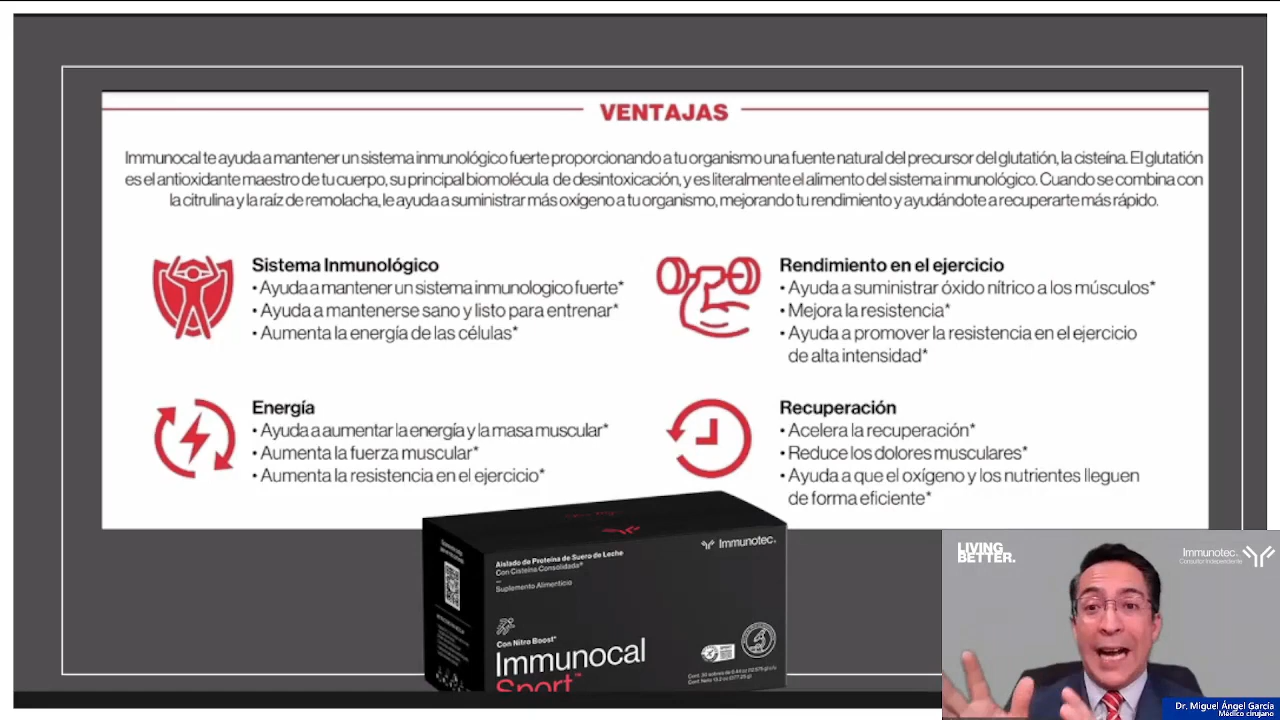 VENTAJAS
Immunocal te ayuda a mantener un sistema inmunológico fuerte proporcionando a tu organismo una fuente natural del precursor del glutatión, la cisteína. El glutatión
es el antioxidante maestro de tu cuerpo, su principal biomolécula de desintoxicación, y es literalmente el alimento del sistema inmunológico. Cuando se combina con
la citrulina y la raíz de remolacha, le ayuda a suministrar más oxígeno a tu organismo, mejorando tu rendimiento y ayudándote a recuperarte más rápido.
Sistema Inmunológico
• Ayuda a mantener un sistema inmunologico fuerte*
• Ayuda a mantenerse sano y listo para entrenar*
• Aumenta la energía de las células*
Rendimiento en el ejercicio
• Ayuda a suministrar óxido nítrico a los músculos*
• Mejora la resistencia*
• Ayuda a promover la resistencia en el ejercicio
de alta intensidad*
Energía
• Ayuda a aumentar la energía y la masa muscular*
• Aumenta la fuerza muscular*
• Aumenta la resistencia en el ejercicio*
Recuperación
• Acelera la recuperación*
• Reduce los dolores musculares*
• Ayuda a que el oxígeno y los nutrientes lleguen
de forma eficiente*
Immunotec.
Aislado de Proteína de Suero de Leche
Con Cisteína Consolidada
Suplemento Alimenticio
Con Nitro Boost
Immunocal
Sport™
LIVING
BETTER.
Immunotec.
Consultor Independiente
Dr. Miguel Ángel García
Médico cirujano